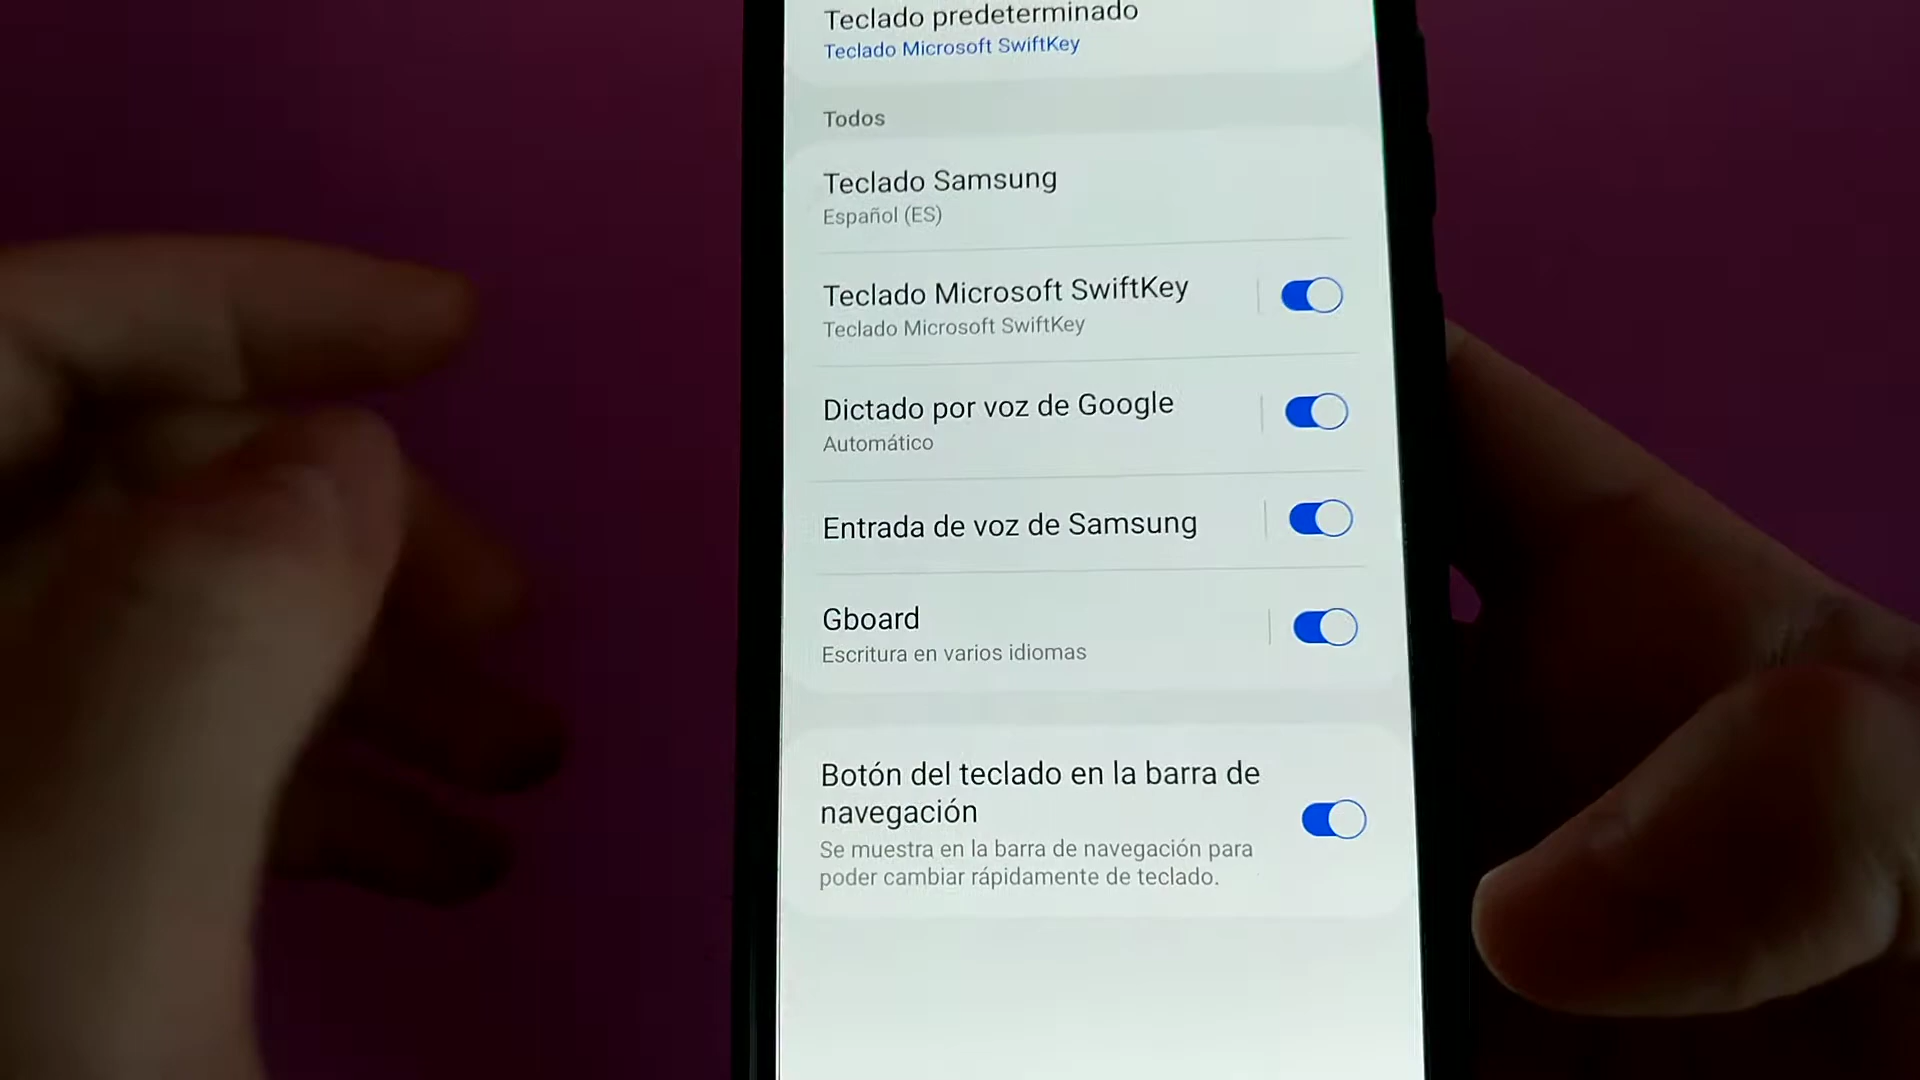 Teclado predeterminado
Teclado Microsoft SwiftKey
Todos
Teclado Samsung
Español (ES)
Teclado Microsoft SwiftKey
Teclado Microsoft SwiftKey
Dictado por voz de Google
Automático
Entrada de voz de Samsung
Gboard
Escritura en varios idiomas
Botón del teclado en la barra de
navegación
Se muestra en la barra de navegación para
poder cambiar rápidamente de teclado.